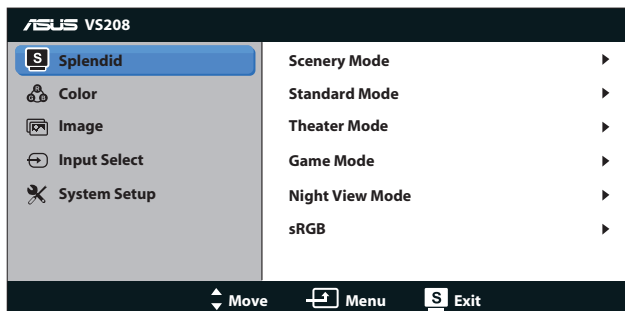 ASUS VS208
S Splendid
Color
Image
Input Select
System Setup
Scenery Mode
Standard Mode
Theater Mode
Game Mode
Night View Mode
sRGB
Move Menu S Exit